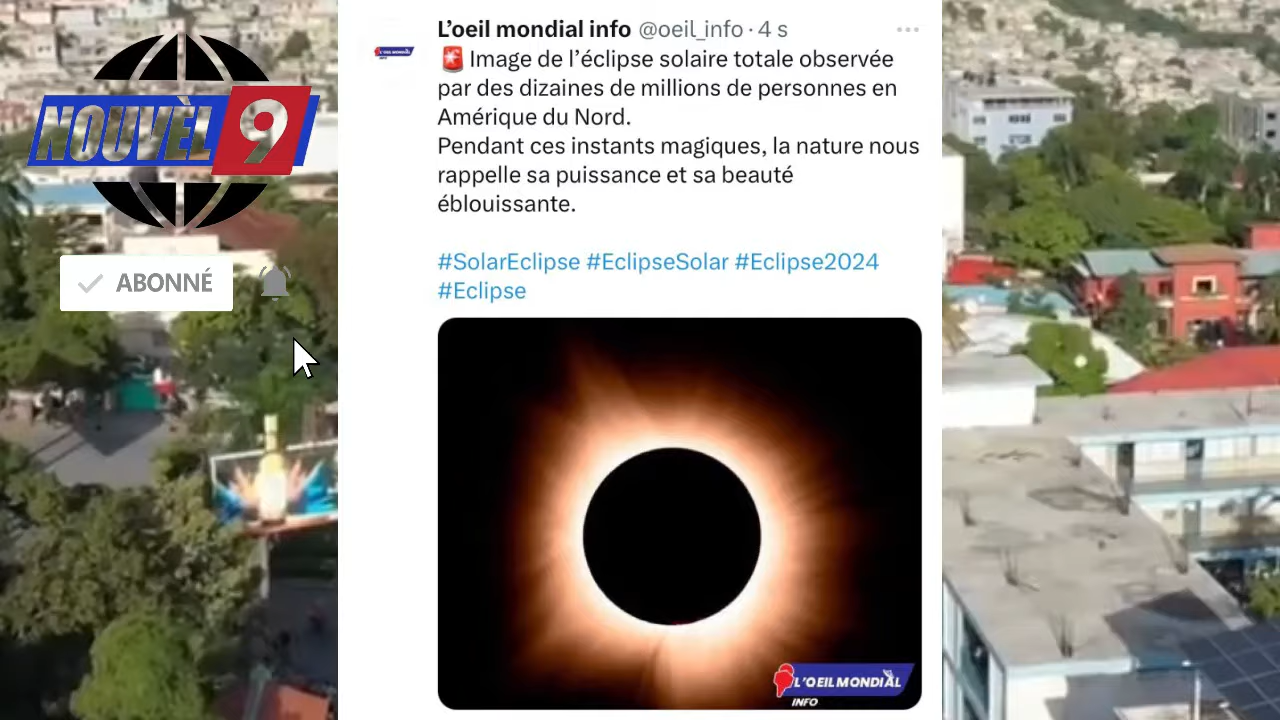 NOUVÈL 9
ABONNÉ
L'oeil mondial info @oeil_info · 4 s
🚨 Image de l'éclipse solaire totale observée
par des dizaines de millions de personnes en
Amérique du Nord.
Pendant ces instants magiques, la nature nous
rappelle sa puissance et sa beauté
éblouissante.
#SolarEclipse #EclipseSolar #Eclipse2024
#Eclipse
L'OEIL MONDIAL
INFO